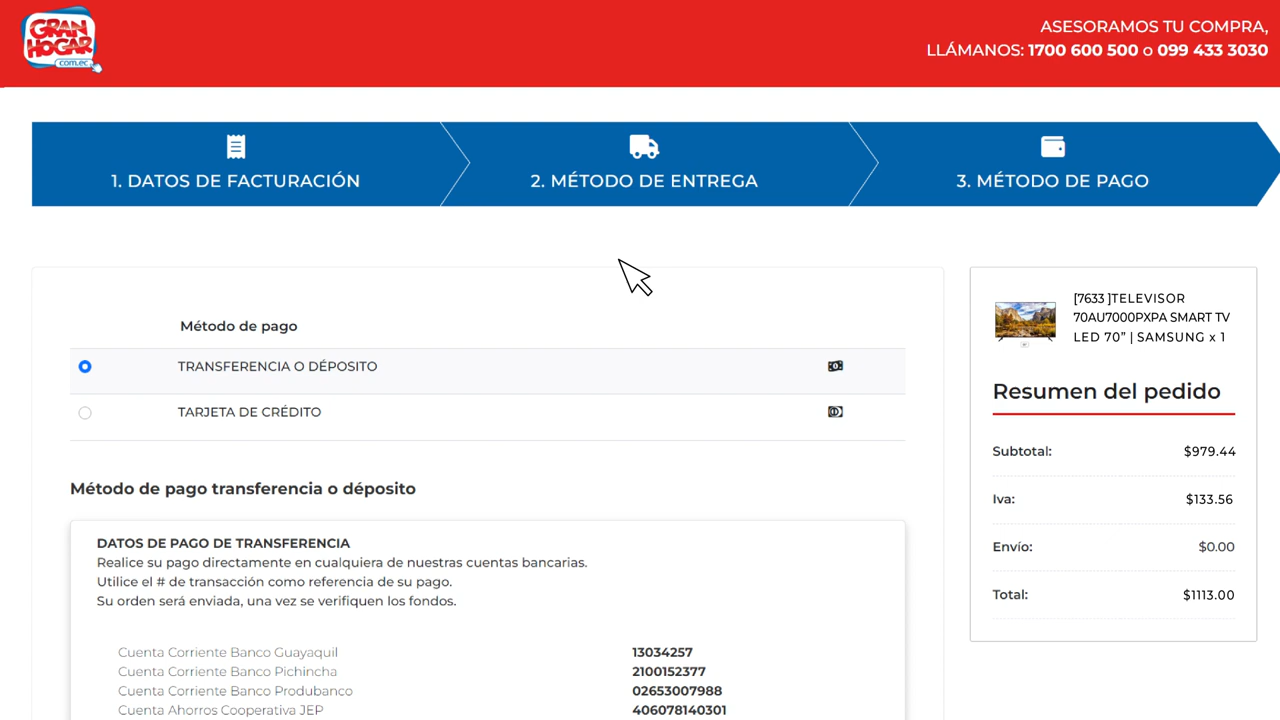 GRAN
HOGAR
com.ec
ASESORAMOS TU COMPRA,
LLÁMANOS: 1700 600 500 o 099 433 3030
1. DATOS DE FACTURACIÓN
2. MÉTODO DE ENTREGA
3. MÉTODO DE PAGO
Método de pago
TRANSFERENCIA O DÉPOSITO
TARJETA DE CRÉDITO
Método de pago transferencia o déposito
DATOS DE PAGO DE TRANSFERENCIA
Realice su pago directamente en cualquiera de nuestras cuentas bancarias.
Utilice el # de transacción como referencia de su pago.
Su orden será enviada, una vez se verifiquen los fondos.
Cuenta Corriente Banco Guayaquil 13034257
Cuenta Corriente Banco Pichincha 2100152377
Cuenta Corriente Banco Produbanco 02653007988
Cuenta Ahorros Cooperativa JEP 406078140301
[7633 ]TELEVISOR
70AU7000PXPA SMART TV
LED 70” | SAMSUNG x 1
Resumen del pedido
Subtotal: $979.44
Iva: $133.56
Envío: $0.00
Total: $1113.00